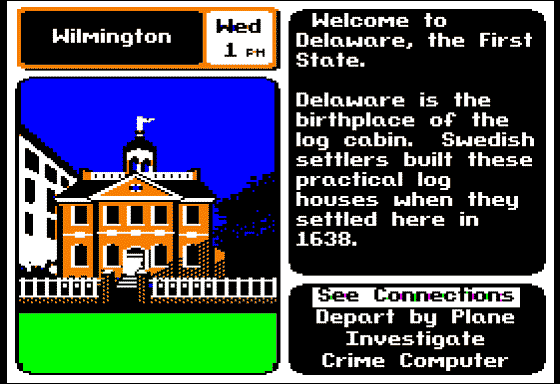 Wilmington
Wed
1 PM
Welcome to
Delaware, the First
State.
Delaware is the
birthplace of the
log cabin. Swedish
settlers built these
practical log
houses when they
settled here in
1638.
See Connections
Depart by Plane
Investigate
Crime Computer